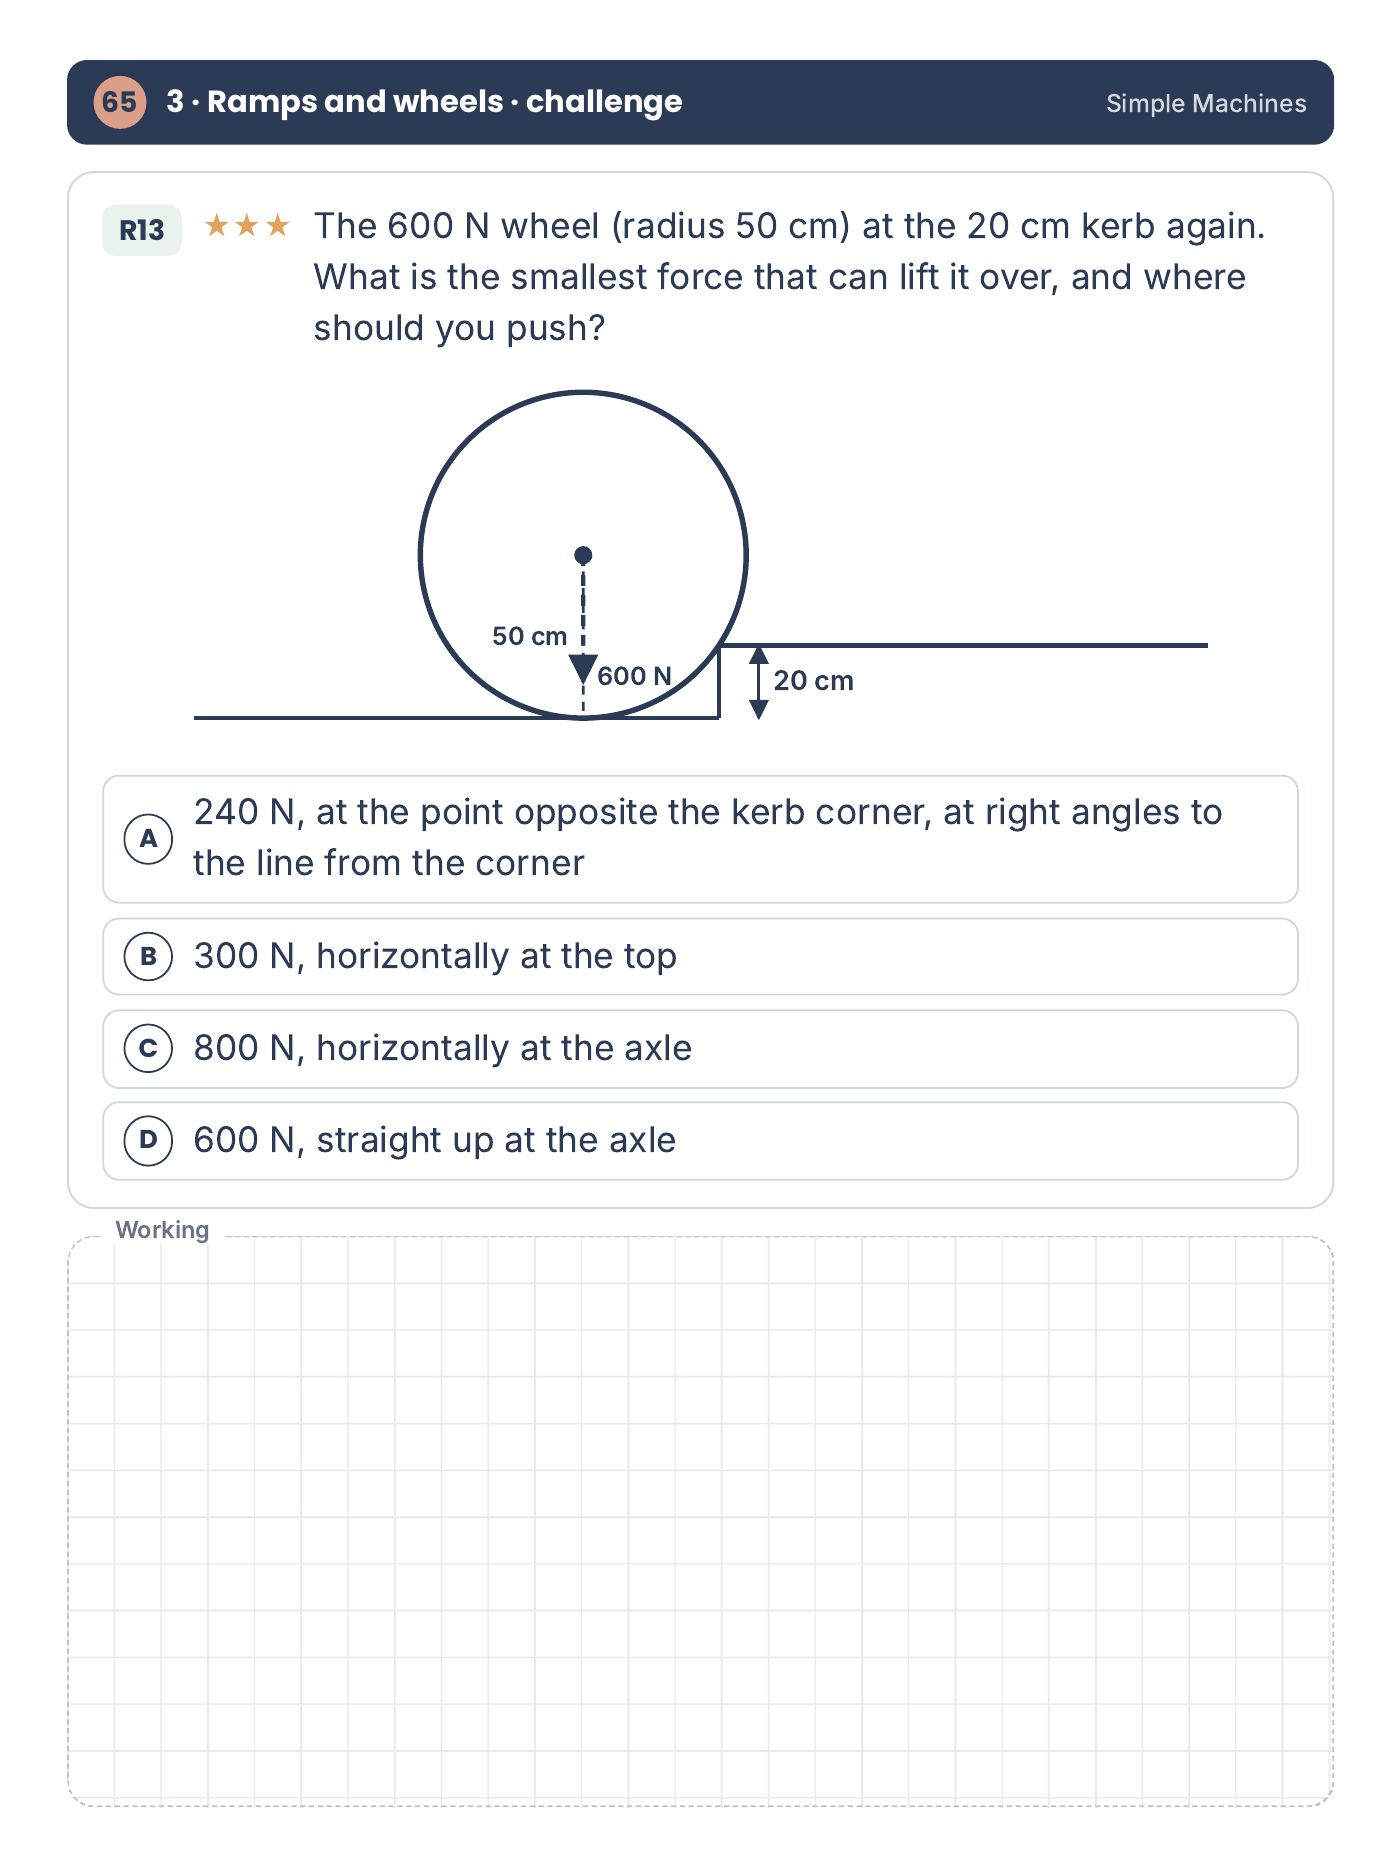 65 3 · Ramps and wheels · challenge Simple Machines
R13 ★★★ The 600 N wheel (radius 50 cm) at the 20 cm kerb again.
What is the smallest force that can lift it over, and where
should you push?
50 cm
600 N
20 cm
A 240 N, at the point opposite the kerb corner, at right angles to
the line from the corner
B 300 N, horizontally at the top
C 800 N, horizontally at the axle
D 600 N, straight up at the axle
Working